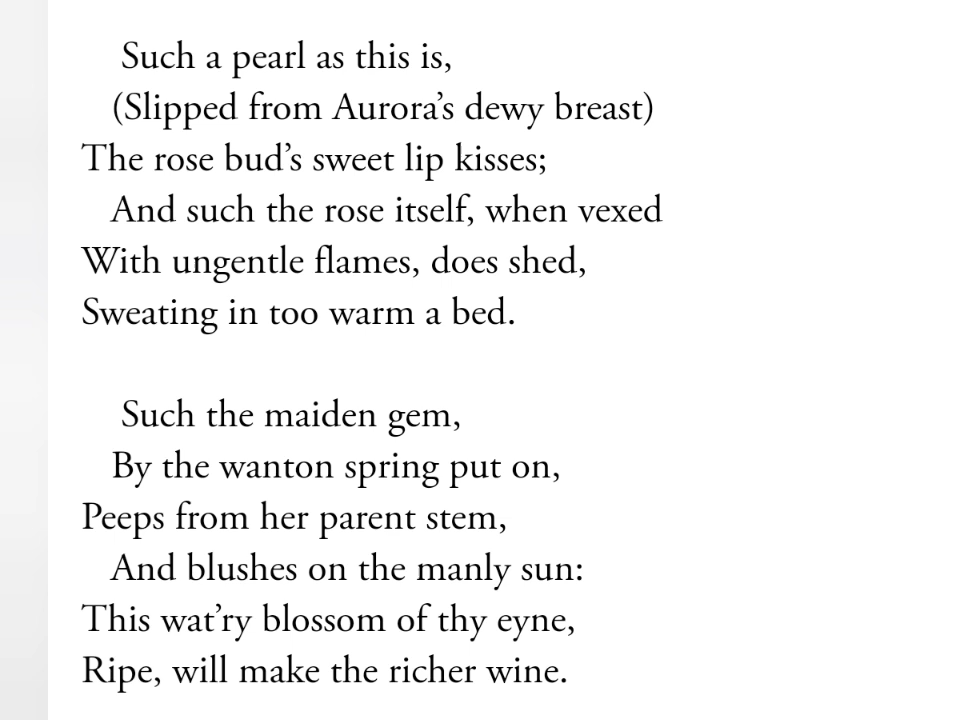 Such a pearl as this is,
(Slipped from Aurora’s dewy breast)
The rose bud’s sweet lip kisses;
And such the rose itself, when vexed
With ungentle flames, does shed,
Sweating in too warm a bed.

Such the maiden gem,
By the wanton spring put on,
Peeps from her parent stem,
And blushes on the manly sun:
This wat’ry blossom of thy eyne,
Ripe, will make the richer wine.